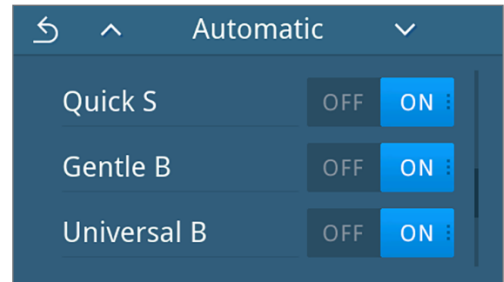 Automatic
Quick S OFF ON
Gentle B OFF ON
Universal B OFF ON